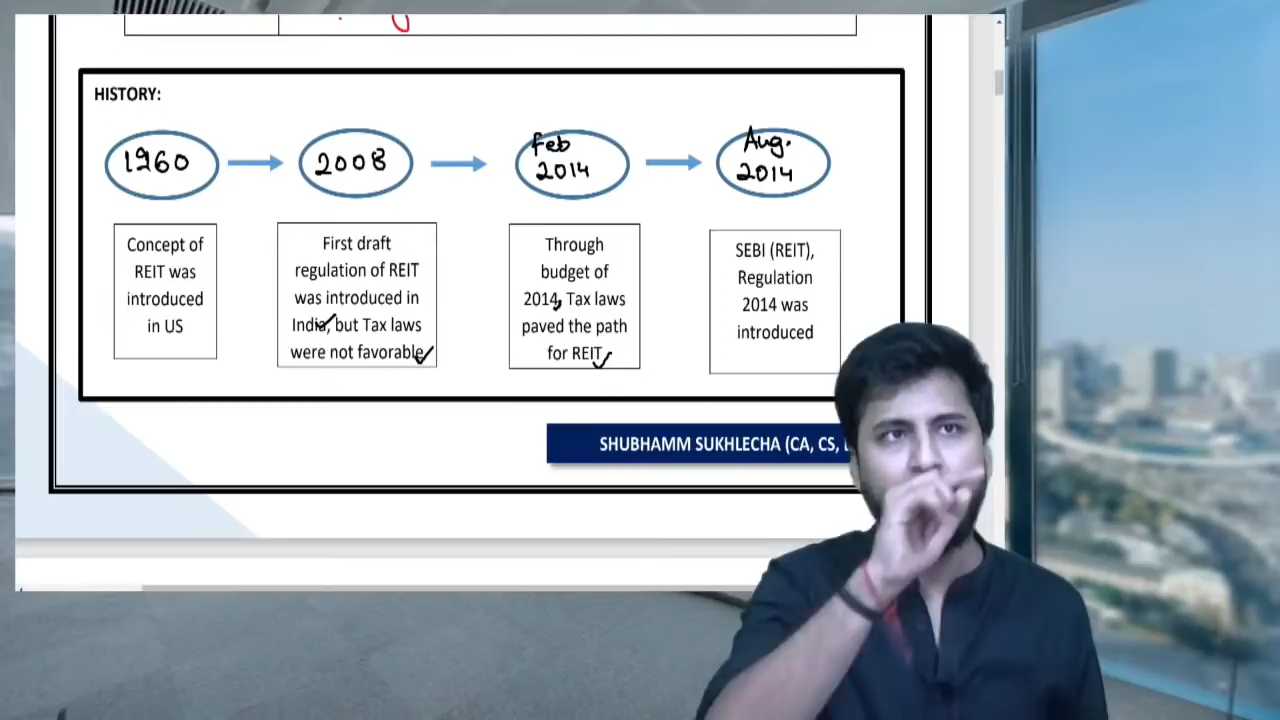 HISTORY:
1960
2008
Feb
2014
Aug.
2014
Concept of
REIT was
introduced
in US
First draft
regulation of REIT
was introduced in
India, but Tax laws
were not favorable
Through
budget of
2014, Tax laws
paved the path
for REIT
SEBI (REIT),
Regulation
2014 was
introduced
SHUBHAMM SUKHLECHA (CA, CS,